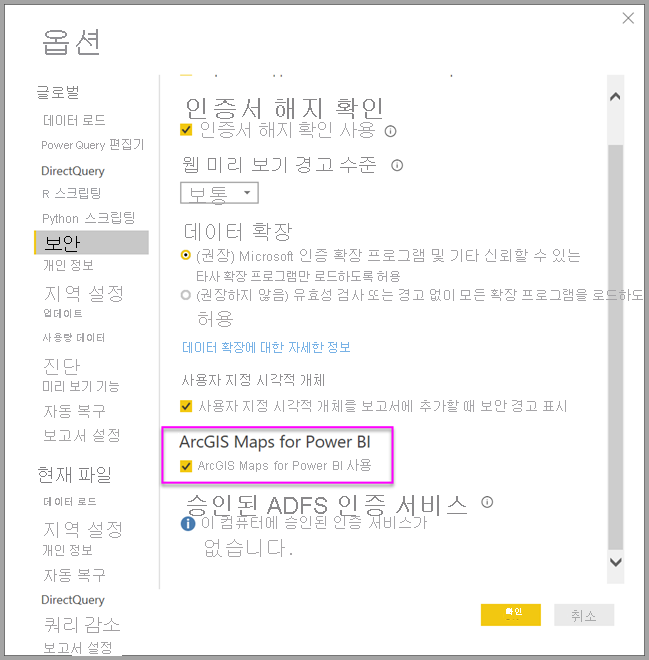 옵션
글로벌
데이터 로드
Power Query 편집기
DirectQuery
R 스크립팅
Python 스크립팅
보안
개인 정보
지역 설정
업데이트
사용량 데이터
진단
미리 보기 기능
자동 복구
보고서 설정
현재 파일
데이터 로드
지역 설정
개인 정보
자동 복구
DirectQuery
쿼리 감소
보고서 설정
인증서 해지 확인
인증서 해지 확인 사용
웹 미리 보기 경고 수준
보통
데이터 확장
(권장) Microsoft 인증 확장 프로그램 및 기타 신뢰할 수 있는
타사 확장 프로그램만 로드하도록 허용
(권장하지 않음) 유효성 검사 또는 경고 없이 모든 확장 프로그램을 로드하도
허용
데이터 확장에 대한 자세한 정보
사용자 지정 시각적 개체
사용자 지정 시각적 개체를 보고서에 추가할 때 보안 경고 표시
ArcGIS Maps for Power BI
ArcGIS Maps for Power BI 사용
승인된 ADFS 인증 서비스
이 컴퓨터에 승인된 인증 서비스가
없습니다.
확인
취소